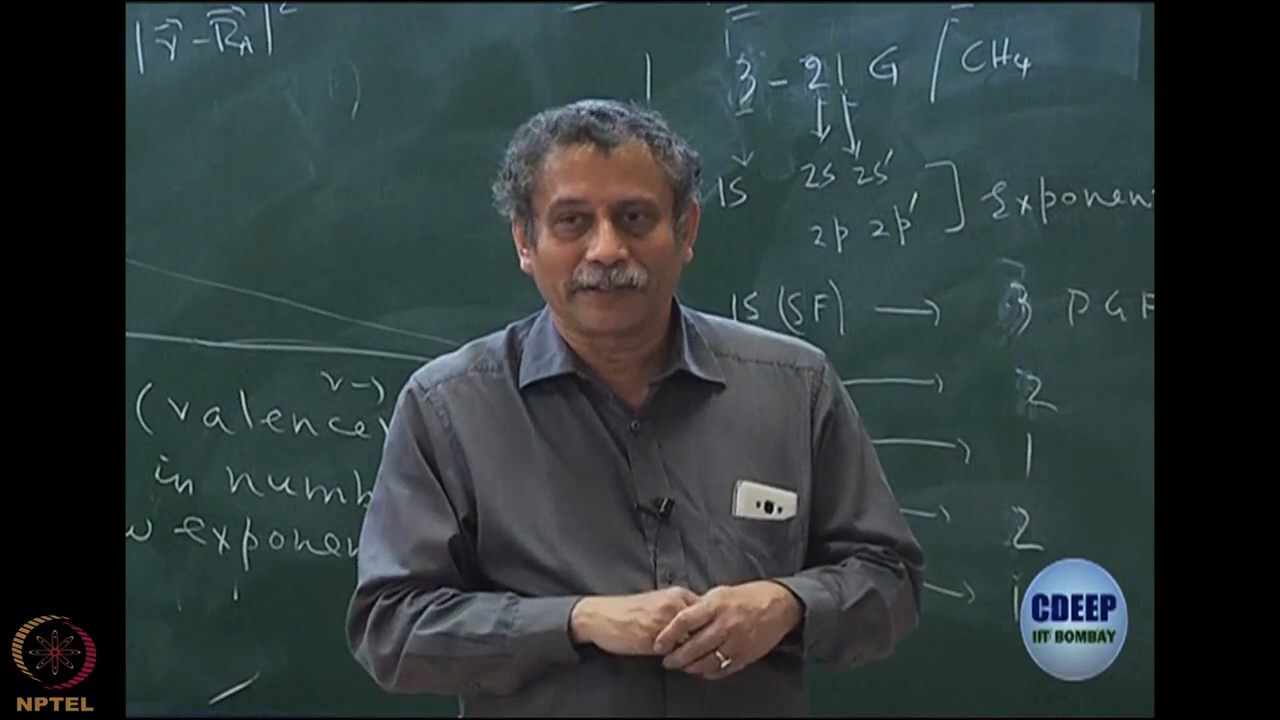 |r⃗ - R⃗A|²
3 - 21 G / CH4
1s 2s 2s'
2p 2p' ] Exponen
1s (SF) → 3 PGF
→ 2
(valence
→ 1
in numb
→ 2
exponen
→ 1
CDEEP
IIT BOMBAY
NPTEL